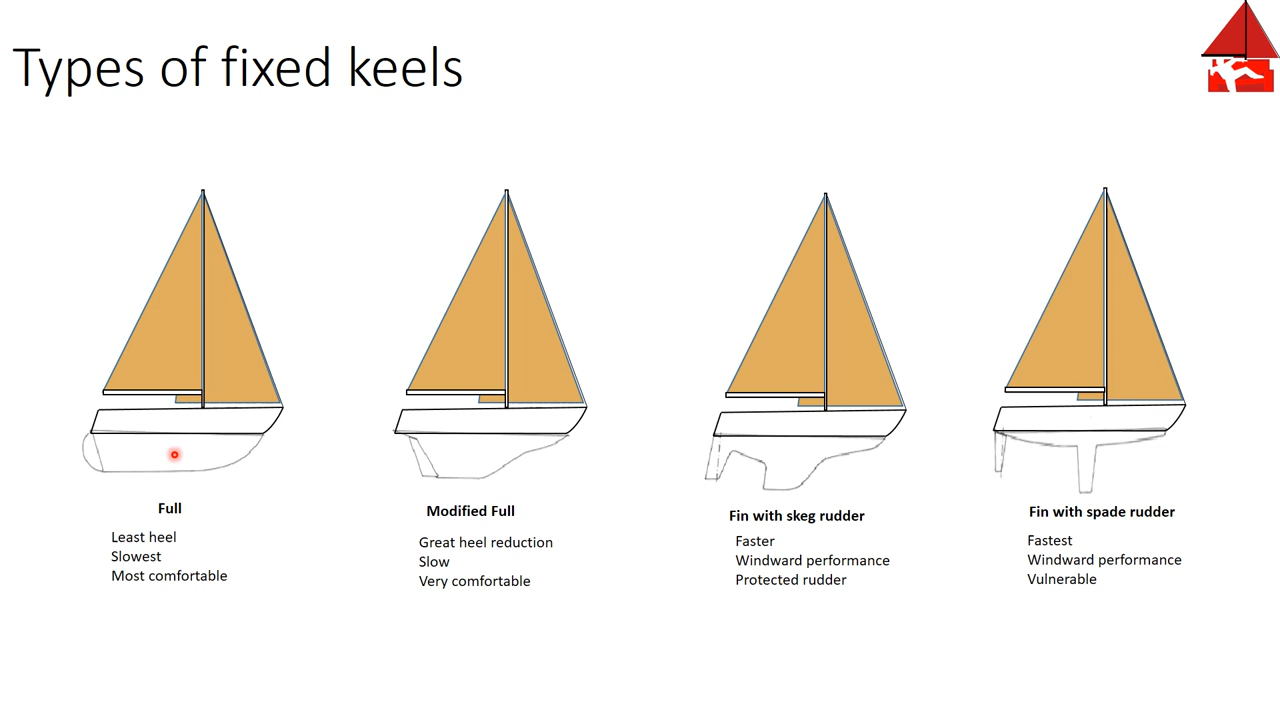 Types of fixed keels
Full
Least heel
Slowest
Most comfortable
Modified Full
Great heel reduction
Slow
Very comfortable
Fin with skeg rudder
Faster
Windward performance
Protected rudder
Fin with spade rudder
Fastest
Windward performance
Vulnerable